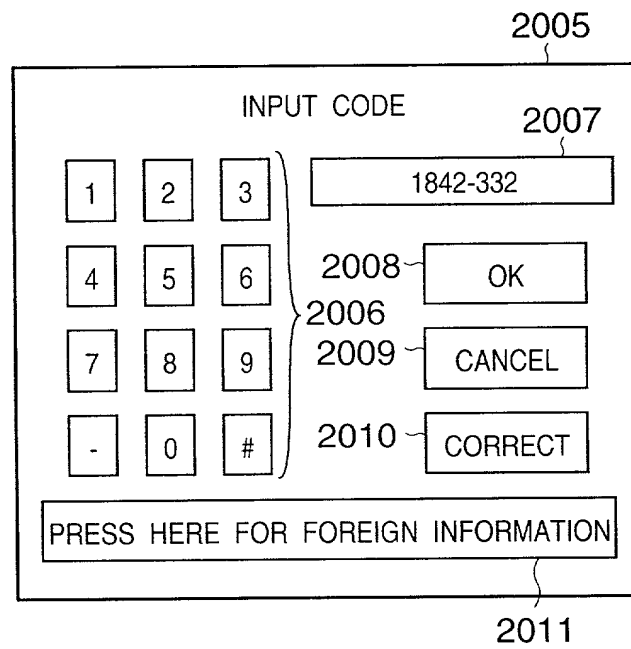 2005
INPUT CODE
2007
1 2 3
1842-332
4 5 6
2008
OK
2006
7 8 9
2009
CANCEL
- 0 #
2010
CORRECT
PRESS HERE FOR FOREIGN INFORMATION
2011